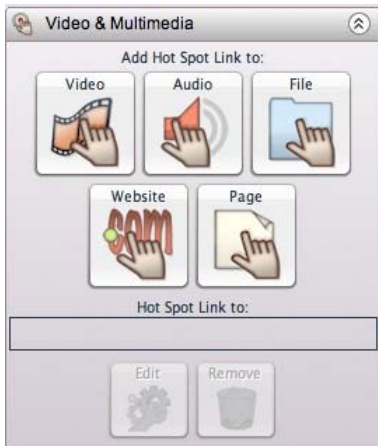 Video & Multimedia
Add Hot Spot Link to:
Video Audio File
Website Page
com
Hot Spot Link to:
Edit Remove